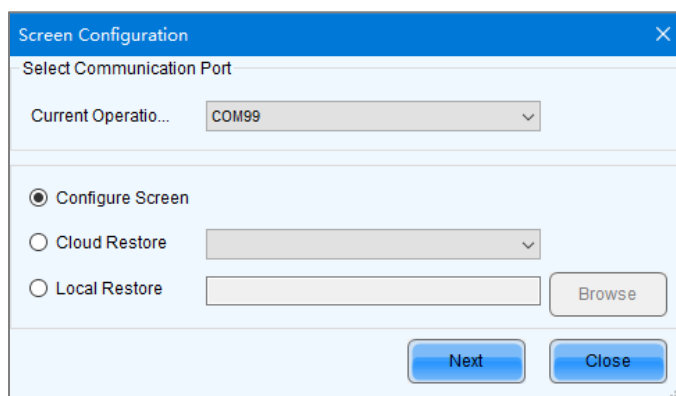 Screen Configuration
Select Communication Port
Current Operatio... COM99
Configure Screen
Cloud Restore
Local Restore Browse
Next Close